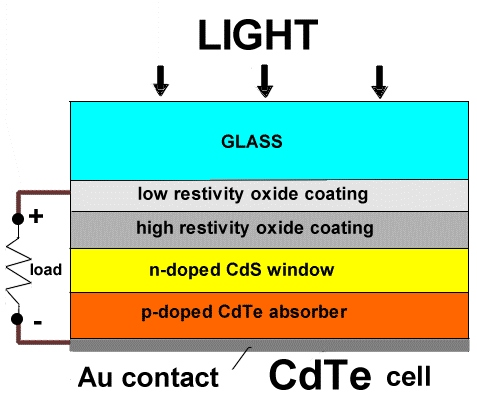 LIGHT
GLASS
low restivity oxide coating
+
high restivity oxide coating
load
n-doped CdS window
p-doped CdTe absorber
-
Au contact
CdTe cell